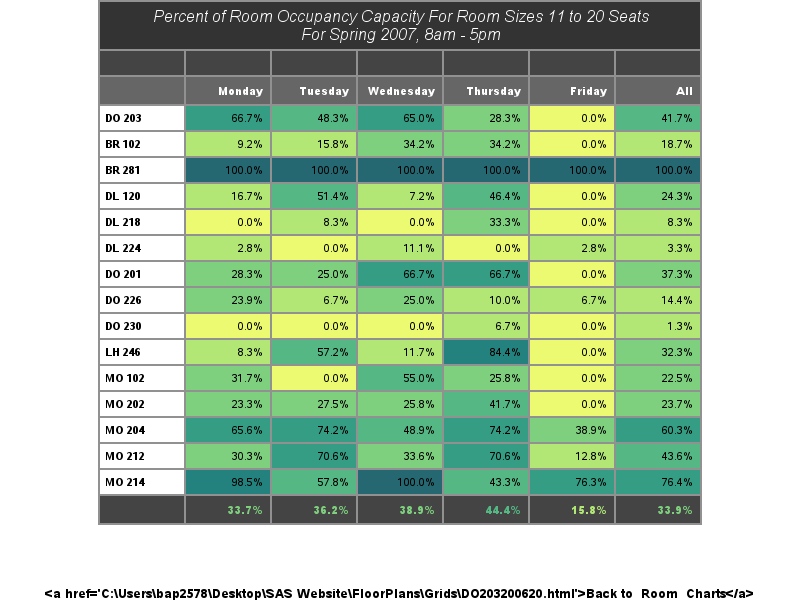 Percent of Room Occupancy Capacity For Room Sizes 11 to 20 Seats
For Spring 2007, 8am - 5pm
Monday Tuesday Wednesday Thursday Friday All
DO 203 66.7% 48.3% 65.0% 28.3% 0.0% 41.7%
BR 102 9.2% 15.8% 34.2% 34.2% 0.0% 18.7%
BR 281 100.0% 100.0% 100.0% 100.0% 100.0% 100.0%
DL 120 16.7% 51.4% 7.2% 46.4% 0.0% 24.3%
DL 218 0.0% 8.3% 0.0% 33.3% 0.0% 8.3%
DL 224 2.8% 0.0% 11.1% 0.0% 2.8% 3.3%
DO 201 28.3% 25.0% 66.7% 66.7% 0.0% 37.3%
DO 226 23.9% 6.7% 25.0% 10.0% 6.7% 14.4%
DO 230 0.0% 0.0% 0.0% 6.7% 0.0% 1.3%
LH 246 8.3% 57.2% 11.7% 84.4% 0.0% 32.3%
MO 102 31.7% 0.0% 55.0% 25.8% 0.0% 22.5%
MO 202 23.3% 27.5% 25.8% 41.7% 0.0% 23.7%
MO 204 65.6% 74.2% 48.9% 74.2% 38.9% 60.3%
MO 212 30.3% 70.6% 33.6% 70.6% 12.8% 43.6%
MO 214 98.5% 57.8% 100.0% 43.3% 76.3% 76.4%
33.7% 36.2% 38.9% 44.4% 15.8% 33.9%
<a href='C:\Users\bap2578\Desktop\SAS Website\FloorPlans\Grids\DO203200620.html'>Back to Room Charts</a>